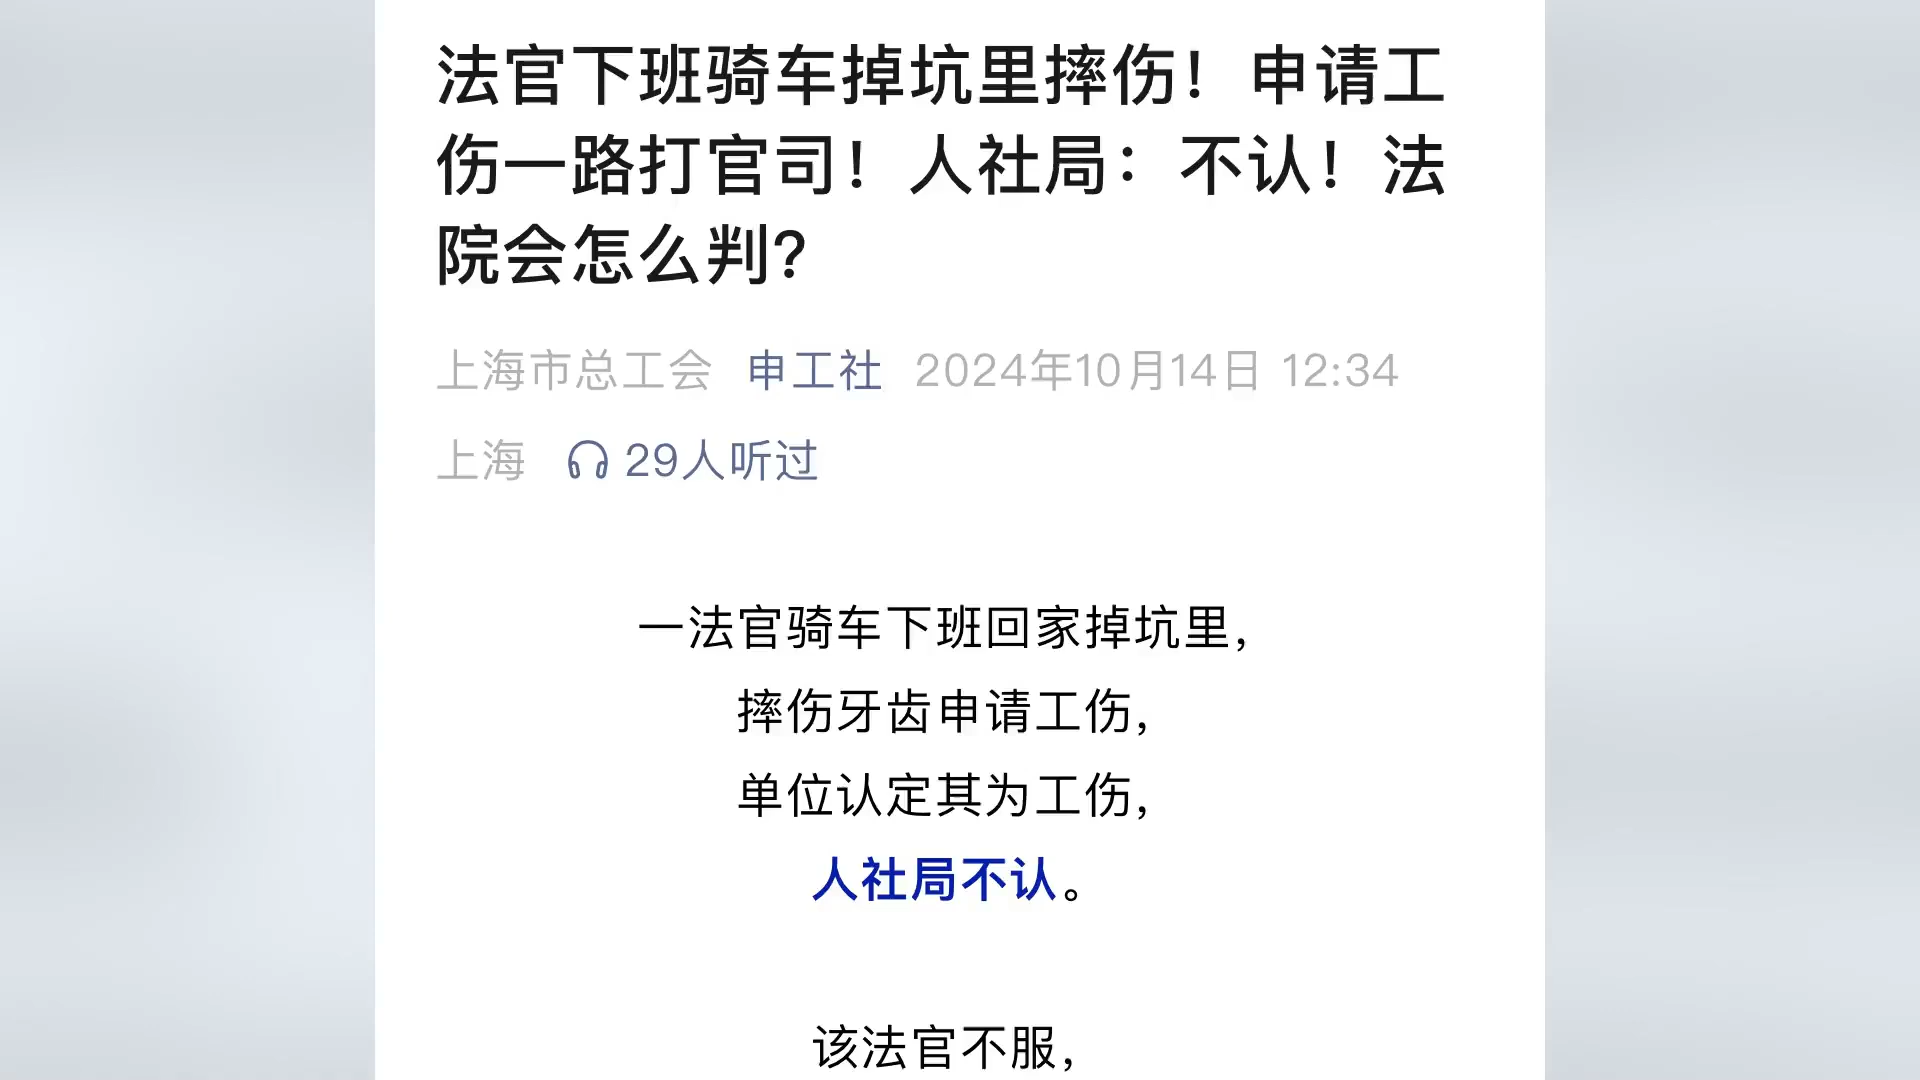 法官下班骑车掉坑里摔伤！申请工
伤一路打官司！人社局：不认！法
院会怎么判？
上海市总工会 申工社 2024年10月14日 12:34
上海 29人听过
一法官骑车下班回家掉坑里，
摔伤牙齿申请工伤，
单位认定其为工伤，
人社局不认。
该法官不服，